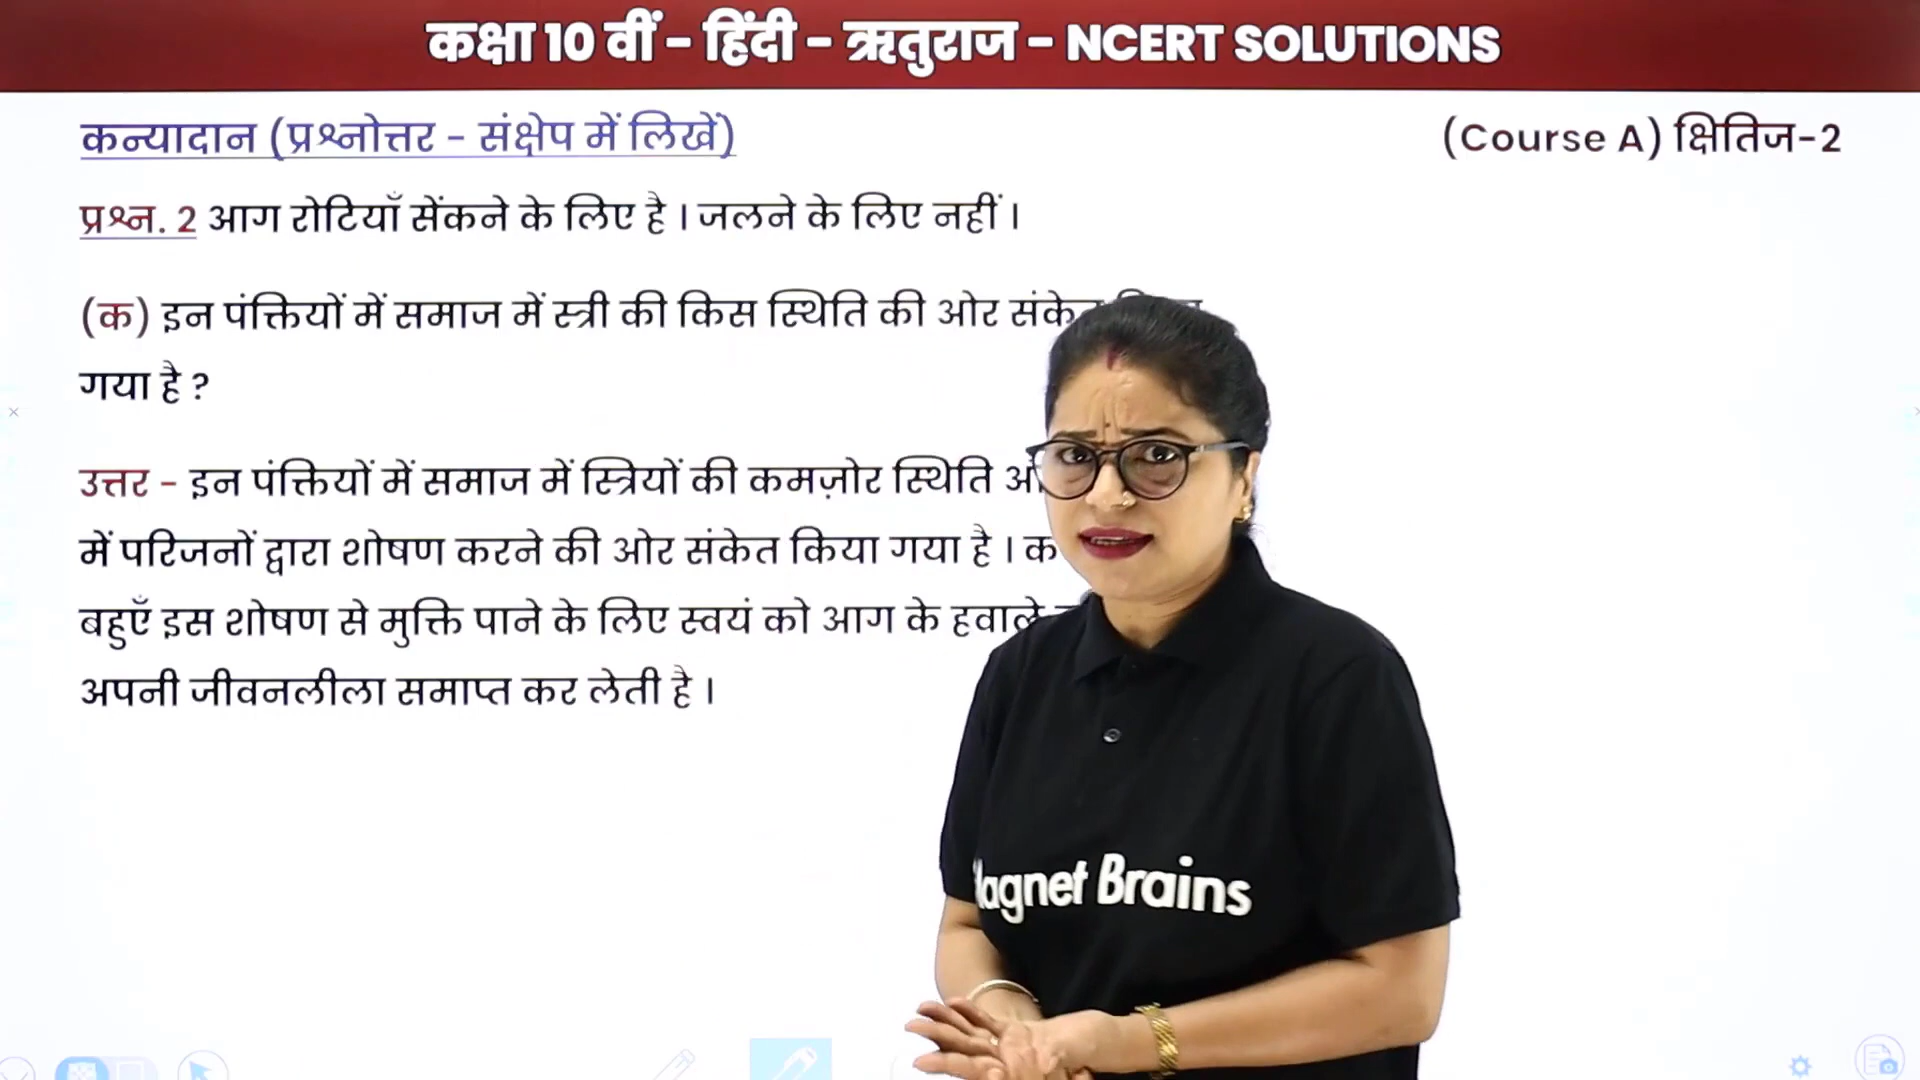 कक्षा 10 वीं - हिंदी - ऋतुराज - NCERT SOLUTIONS
कन्यादान (प्रश्नोत्तर - संक्षेप में लिखें)
(Course A) क्षितिज-2
प्रश्न. 2 आग रोटियाँ सेंकने के लिए है । जलने के लिए नहीं ।
(क) इन पंक्तियों में समाज में स्त्री की किस स्थिति की ओर
गया है ?
उत्तर - इन पंक्तियों में समाज में स्त्रियों की कमज़ोर स्थिति
में परिजनों द्वारा शोषण करने की ओर संकेत किया गया है ।
बहुएँ इस शोषण से मुक्ति पाने के लिए स्वयं को आग के हवाले
अपनी जीवनलीला समाप्त कर लेती है ।
Brains